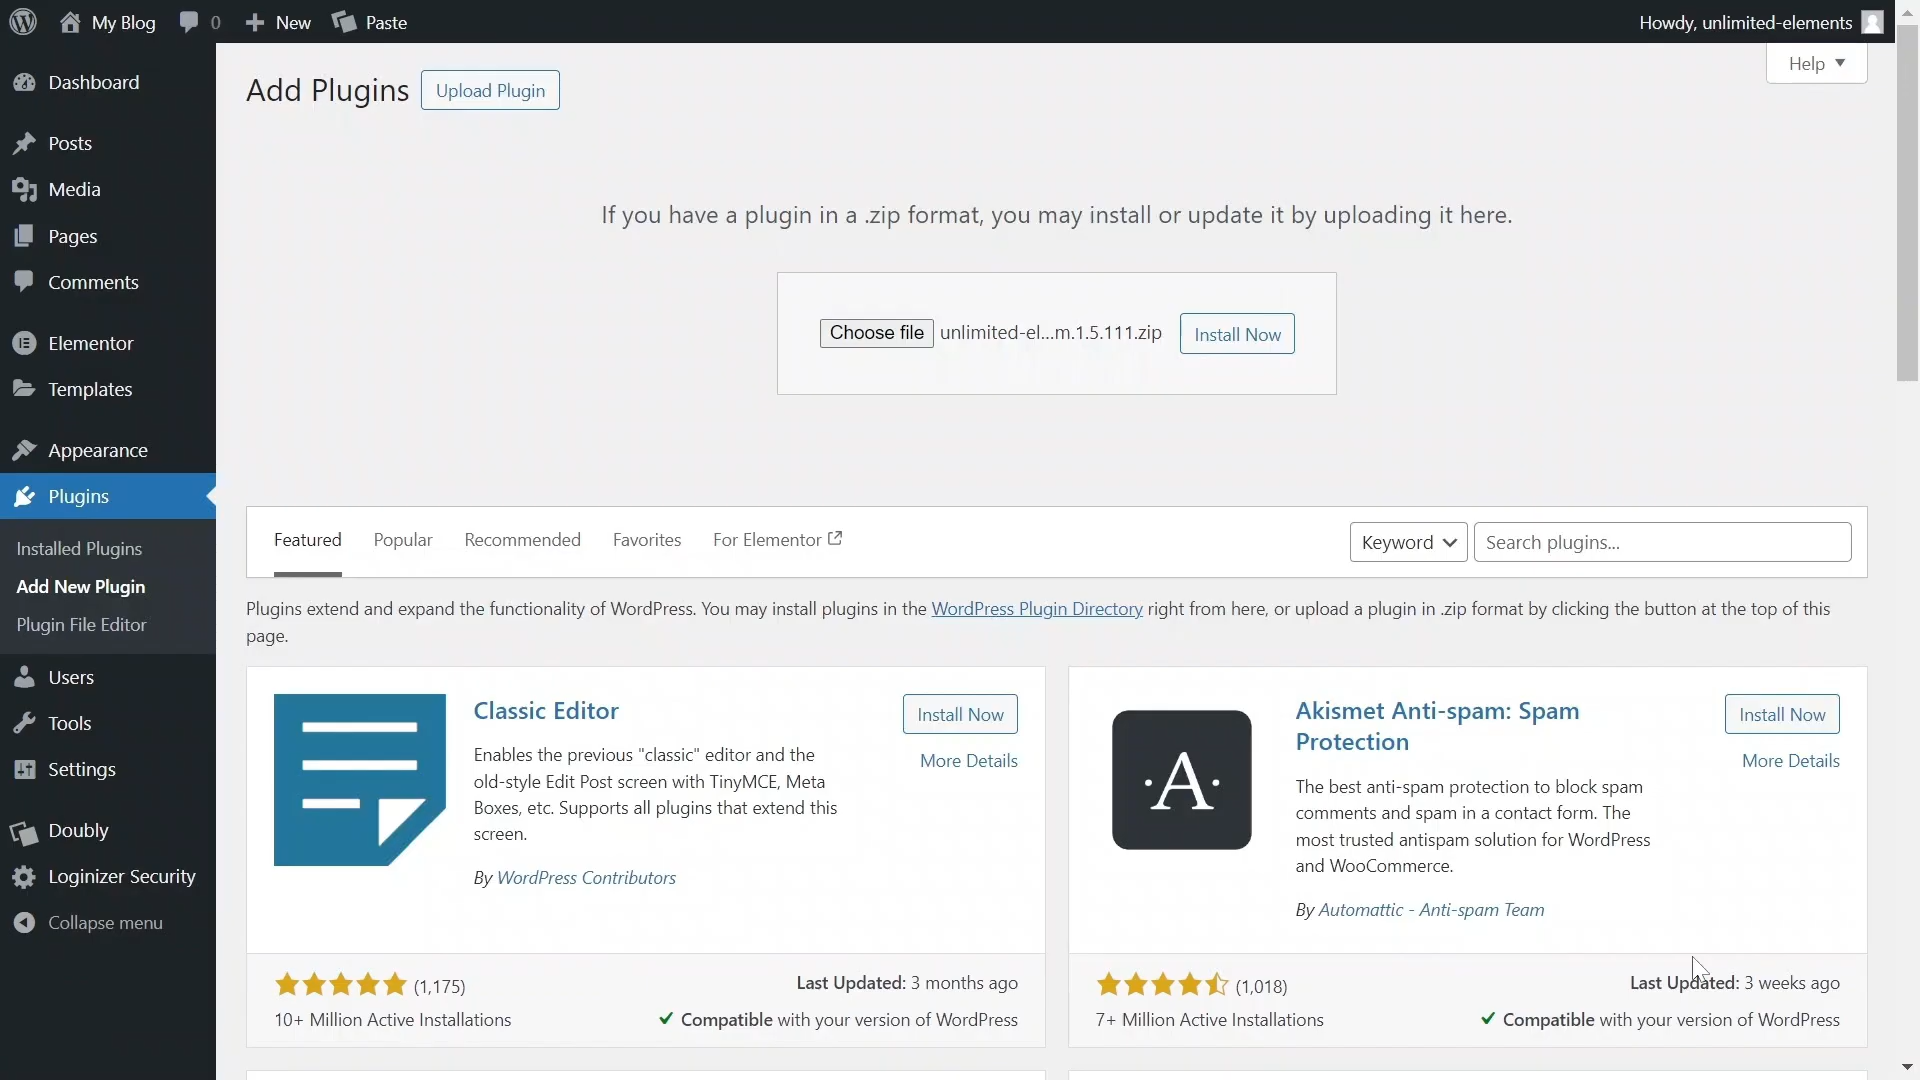 My Blog
0
New
Paste
Howdy, unlimited-elements
Help
Dashboard
Posts
Media
Pages
Comments
Elementor
Templates
Appearance
Plugins
Installed Plugins
Add New Plugin
Plugin File Editor
Users
Tools
Settings
Doubly
Loginizer Security
Collapse menu
Add Plugins
Upload Plugin
If you have a plugin in a .zip format, you may install or update it by uploading it here.
Choose file unlimited-el...m.1.5.111.zip Install Now
Featured Popular Recommended Favorites For Elementor
Keyword Search plugins...
Plugins extend and expand the functionality of WordPress. You may install plugins in the WordPress Plugin Directory right from here, or upload a plugin in .zip format by clicking the button at the top of this
page.
Classic Editor
Install Now
More Details
Enables the previous "classic" editor and the
old-style Edit Post screen with TinyMCE, Meta
Boxes, etc. Supports all plugins that extend this
screen.
By WordPress Contributors
(1,175)
Last Updated: 3 months ago
10+ Million Active Installations
Compatible with your version of WordPress
·A·
Akismet Anti-spam: Spam
Protection
Install Now
More Details
The best anti-spam protection to block spam
comments and spam in a contact form. The
most trusted antispam solution for WordPress
and WooCommerce.
By Automattic - Anti-spam Team
(1,018)
Last Updated: 3 weeks ago
7+ Million Active Installations
Compatible with your version of WordPress